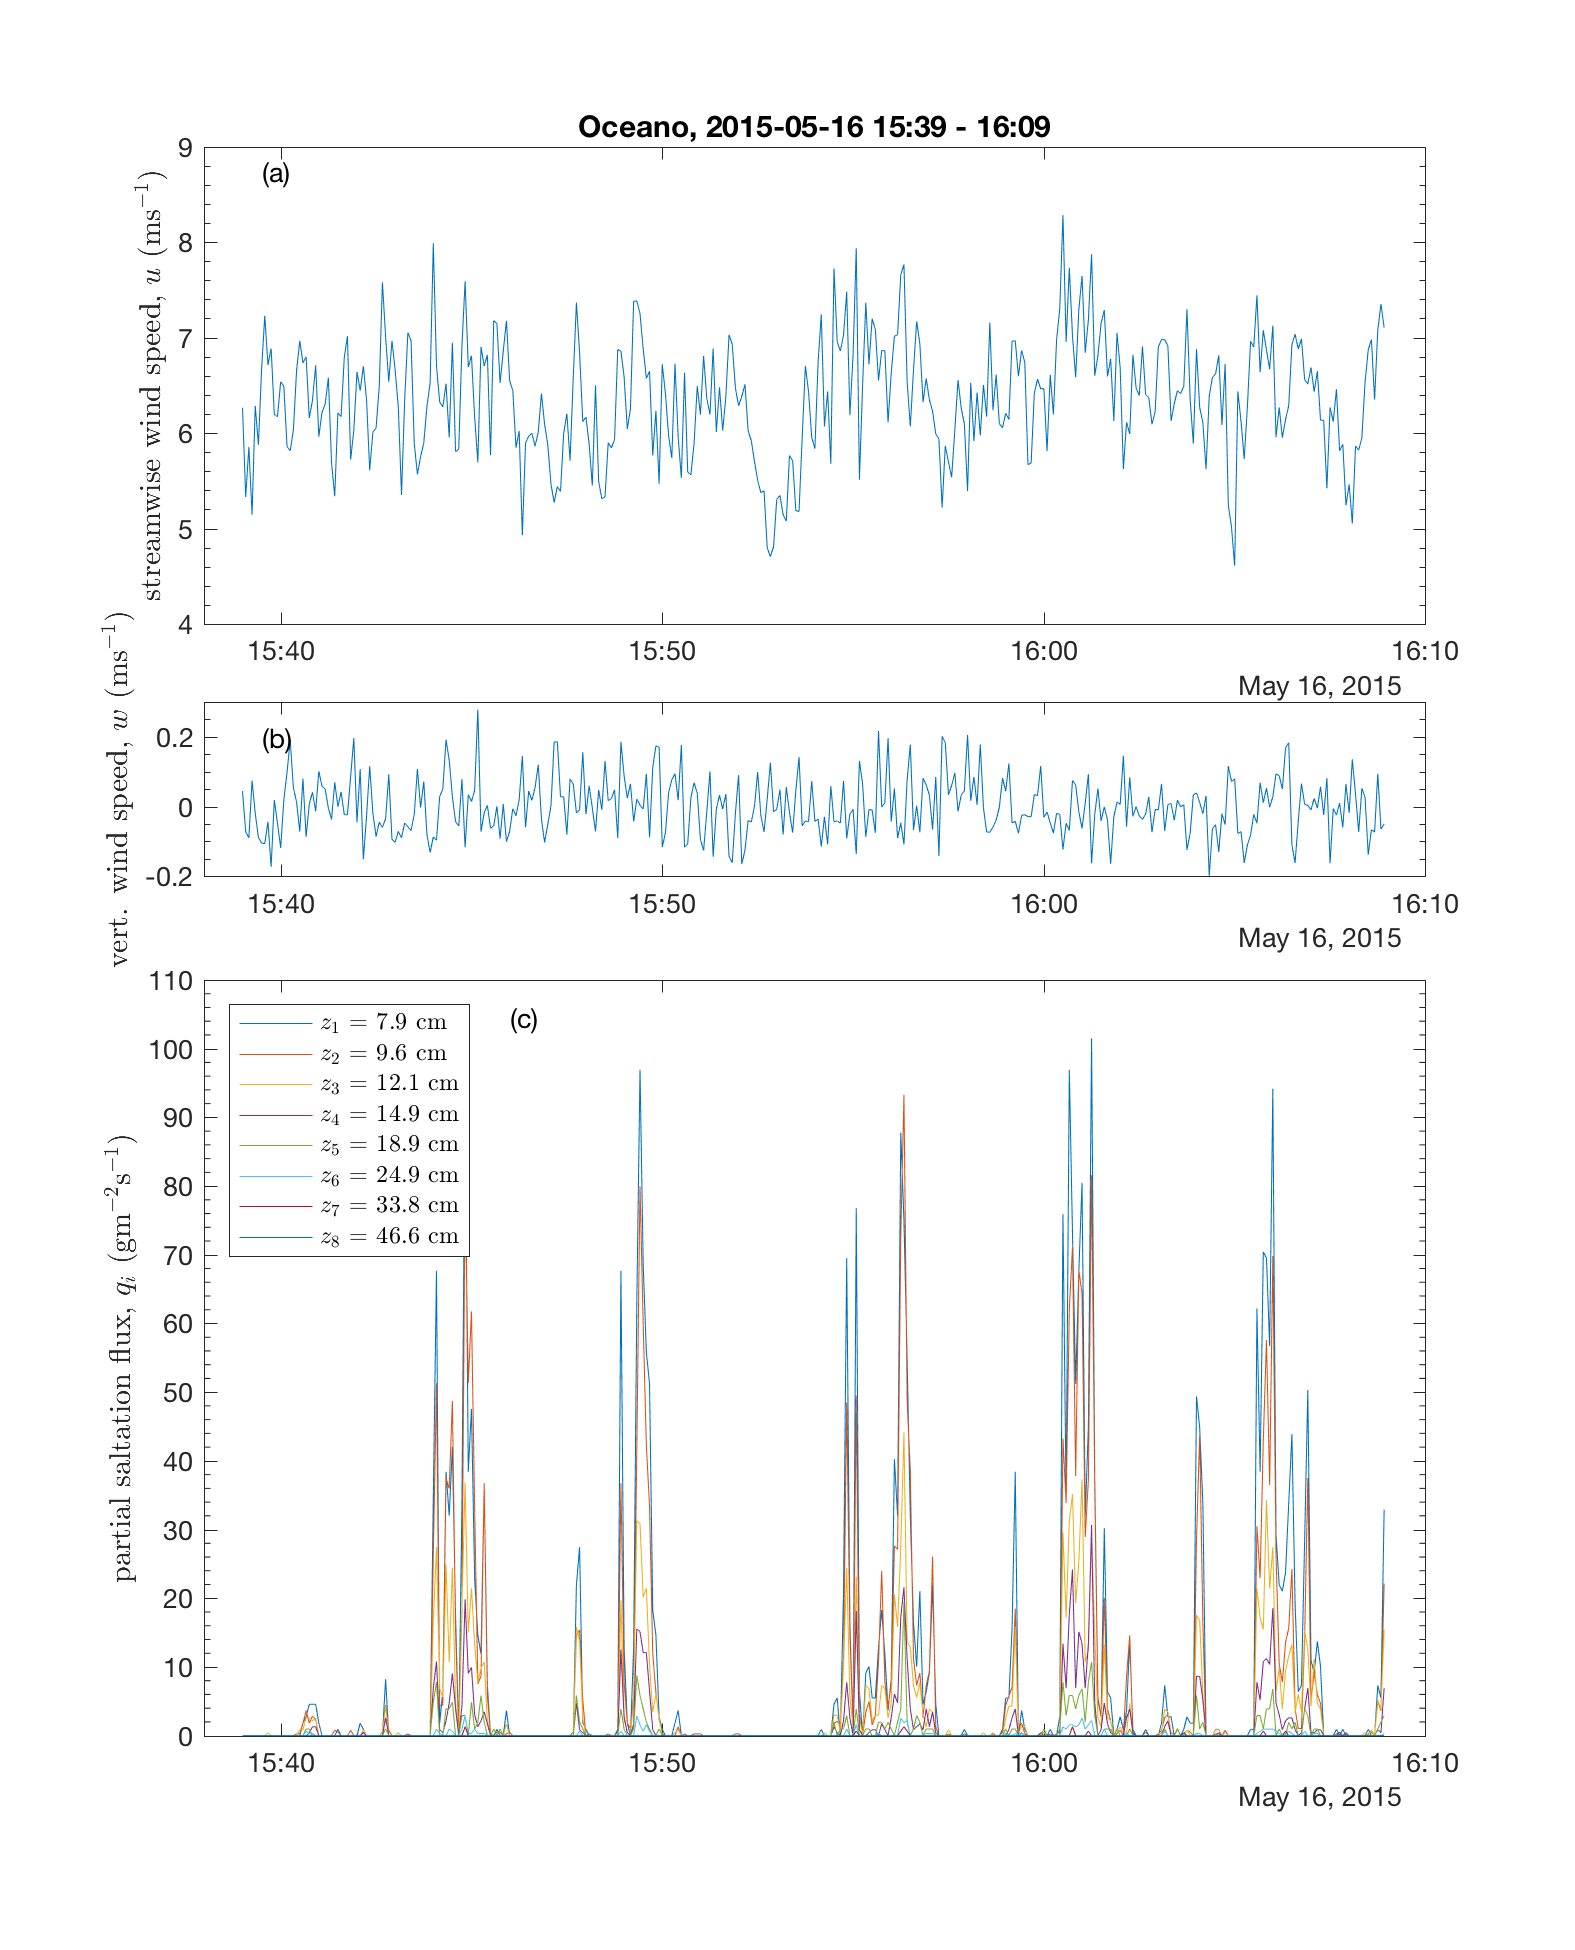 Oceano, 2015-05-16 15:39 - 16:09
(a)
streamwise wind speed, u (ms⁻¹)
9
8
7
6
5
4
15:40 15:50 16:00 16:10
May 16, 2015
(b)
vert. wind speed, w (ms⁻¹)
0.2
0
-0.2
15:40 15:50 16:00 16:10
May 16, 2015
(c)
partial saltation flux, qᵢ (gm⁻²s⁻¹)
110
100
90
80
70
60
50
40
30
20
10
0
z₁ = 7.9 cm
z₂ = 9.6 cm
z₃ = 12.1 cm
z₄ = 14.9 cm
z₅ = 18.9 cm
z₆ = 24.9 cm
z₇ = 33.8 cm
z₈ = 46.6 cm
15:40 15:50 16:00 16:10
May 16, 2015